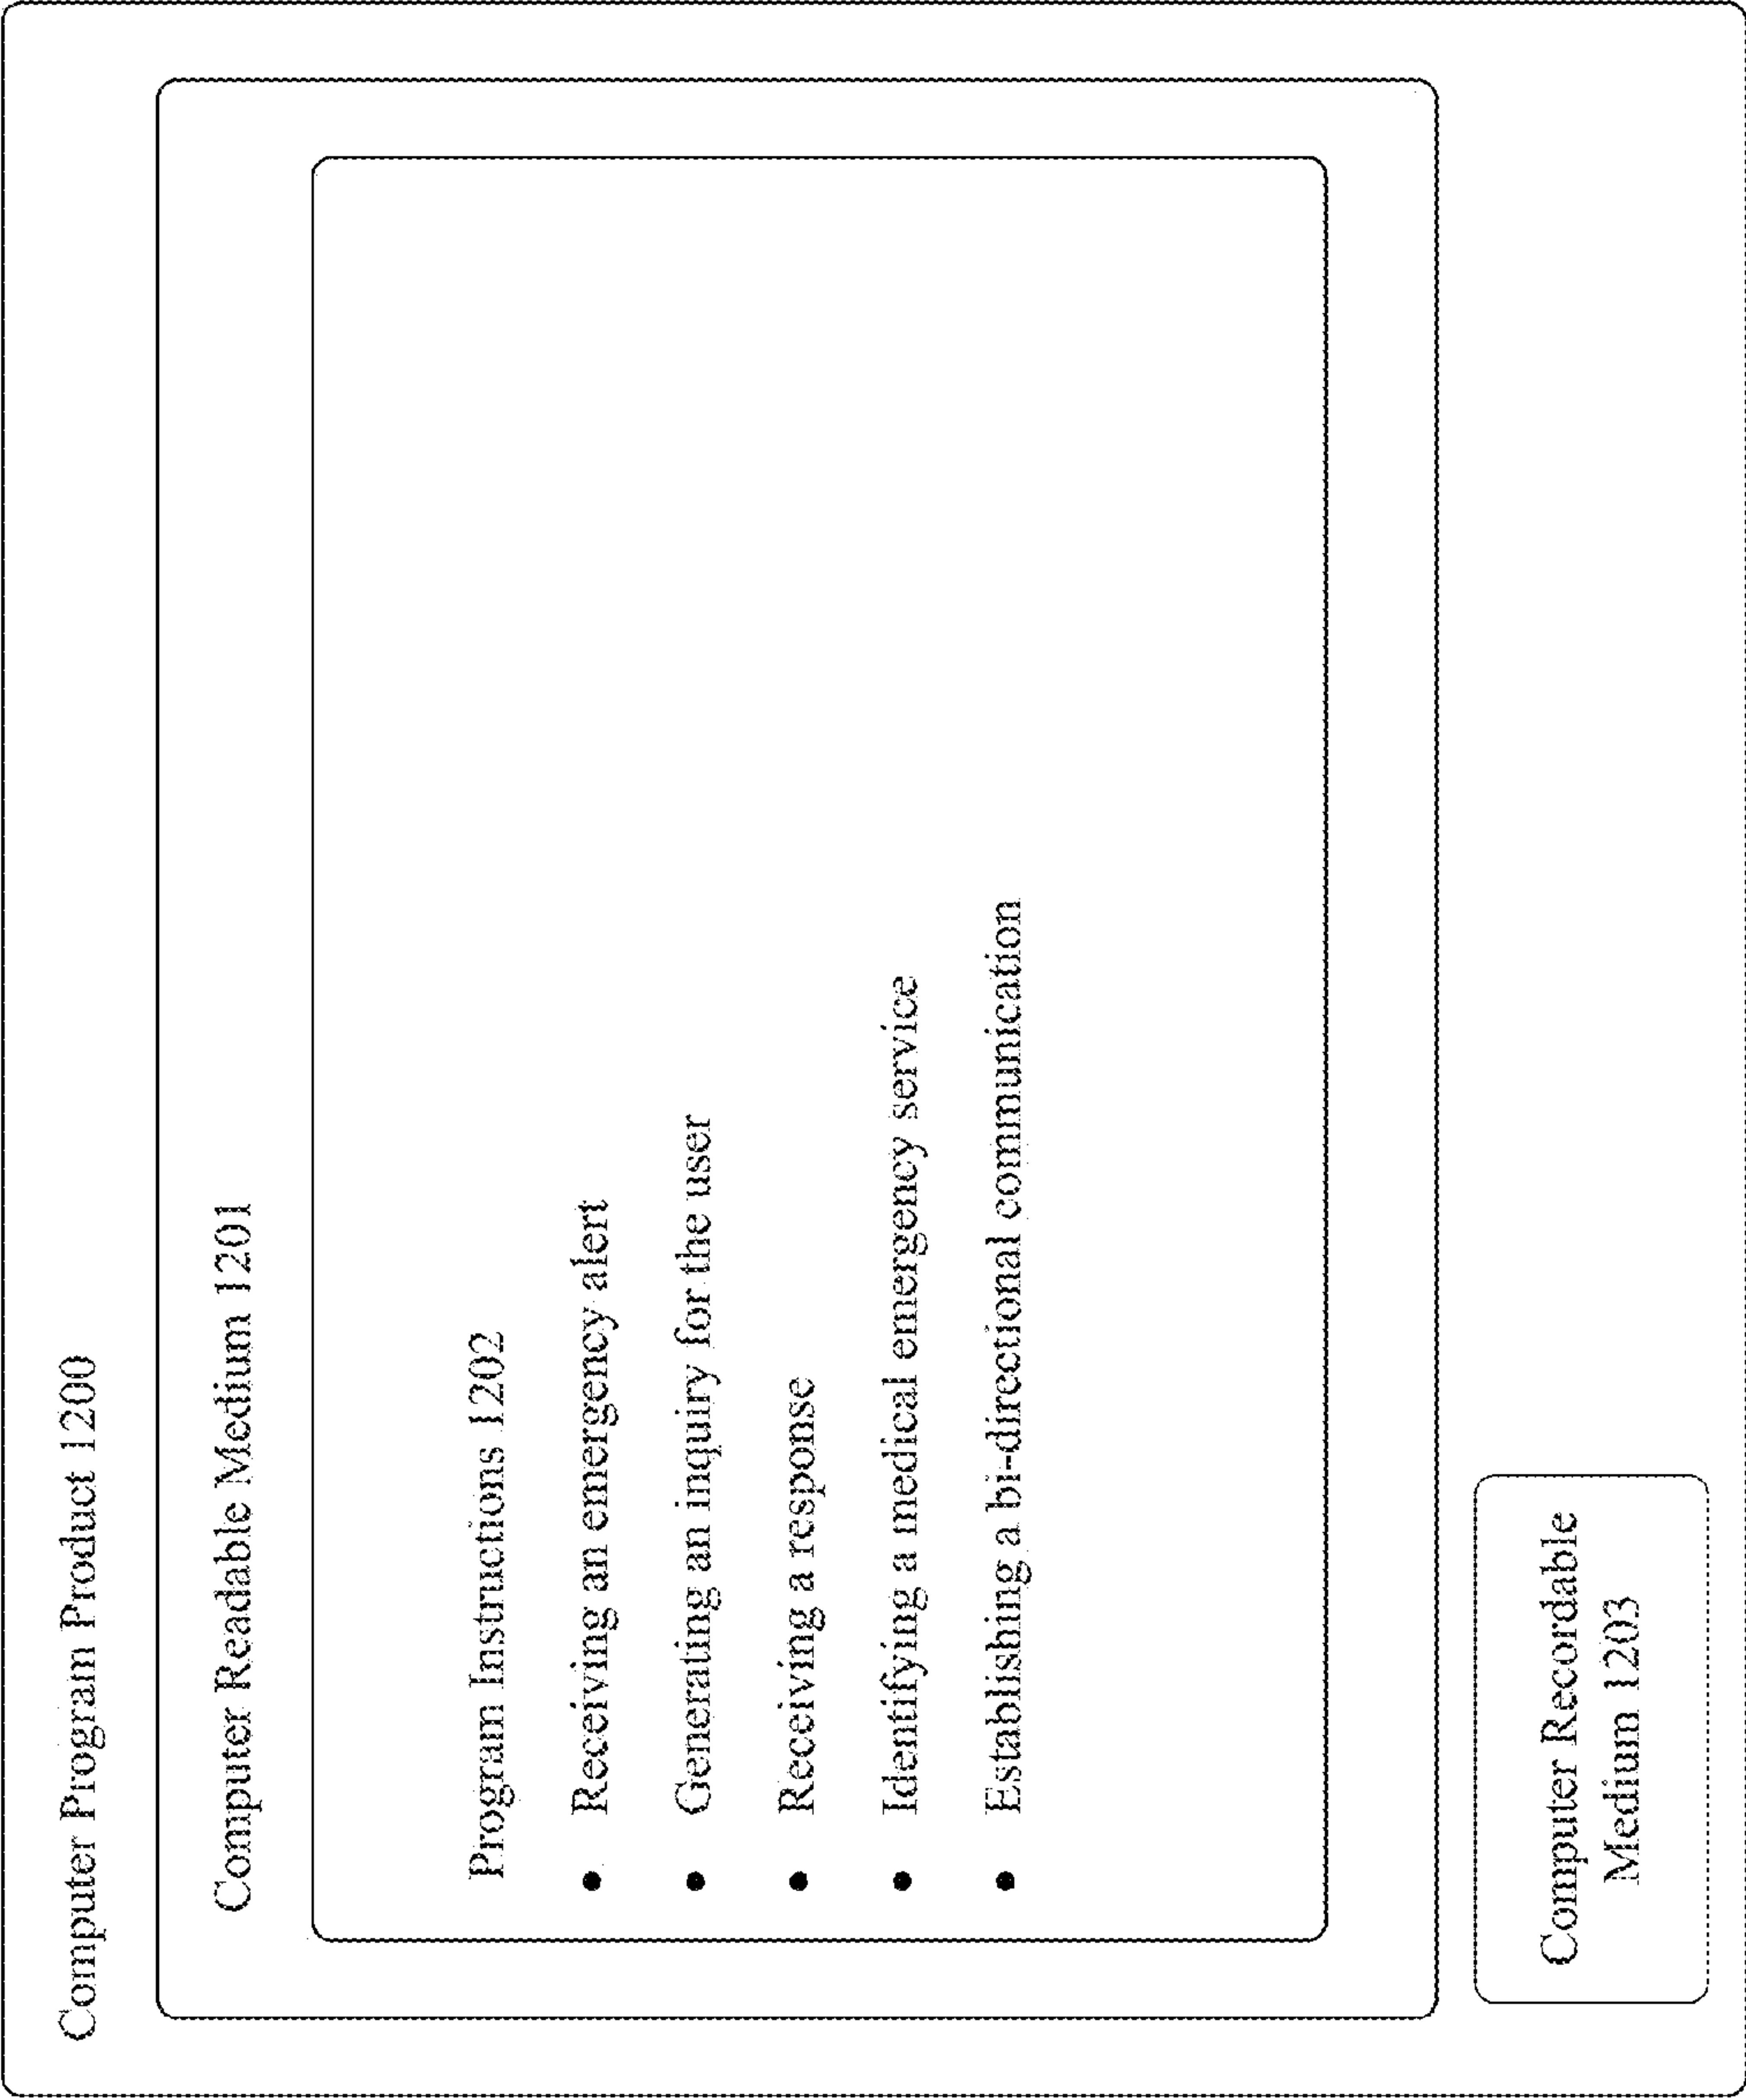 Computer Program Product 1200
Computer Readable Medium 1201
Program Instructions 1202
• Receiving an emergency alert
• Generating an inquiry for the user
• Receiving a response
• Identifying a medical emergency service
• Establishing a bi-directional communication
Computer Recordable
Medium 1203